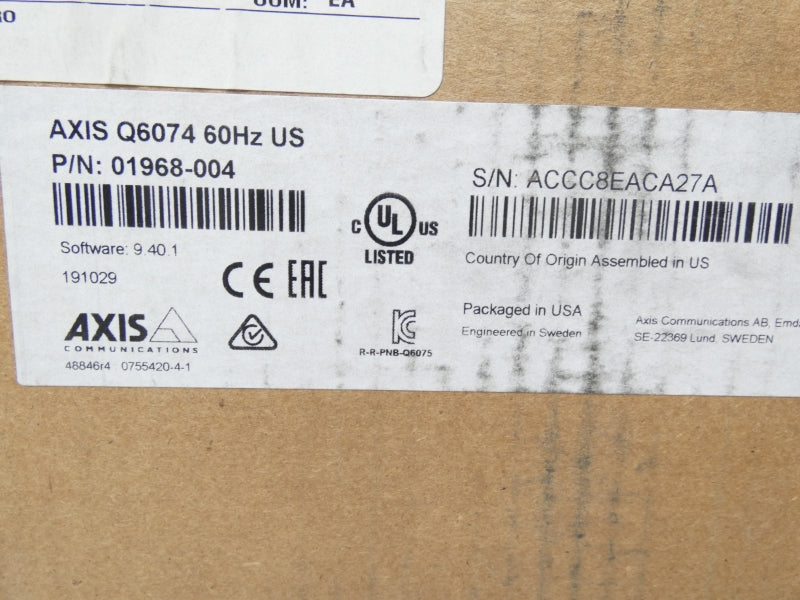 UOM: EA
RO
AXIS Q6074 60Hz US
P/N: 01968-004
S/N: ACCC8EACA27A
Software: 9.40.1
191029
CE EAC
C UL US
LISTED
Country Of Origin Assembled in US
Packaged in USA
Engineered in Sweden
Axis Communications AB, Emda
SE-22369 Lund. SWEDEN
AXIS
COMMUNICATIONS
R-R-PNB-Q6075
48846r4 0755420-4-1